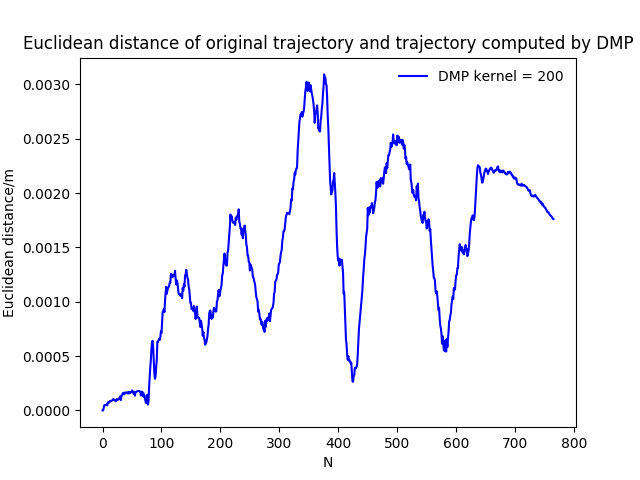 Euclidean distance of original trajectory and trajectory computed by DMP
DMP kernel = 200
Euclidean distance/m
0.0030
0.0025
0.0020
0.0015
0.0010
0.0005
0.0000
0 100 200 300 400 500 600 700 800
N